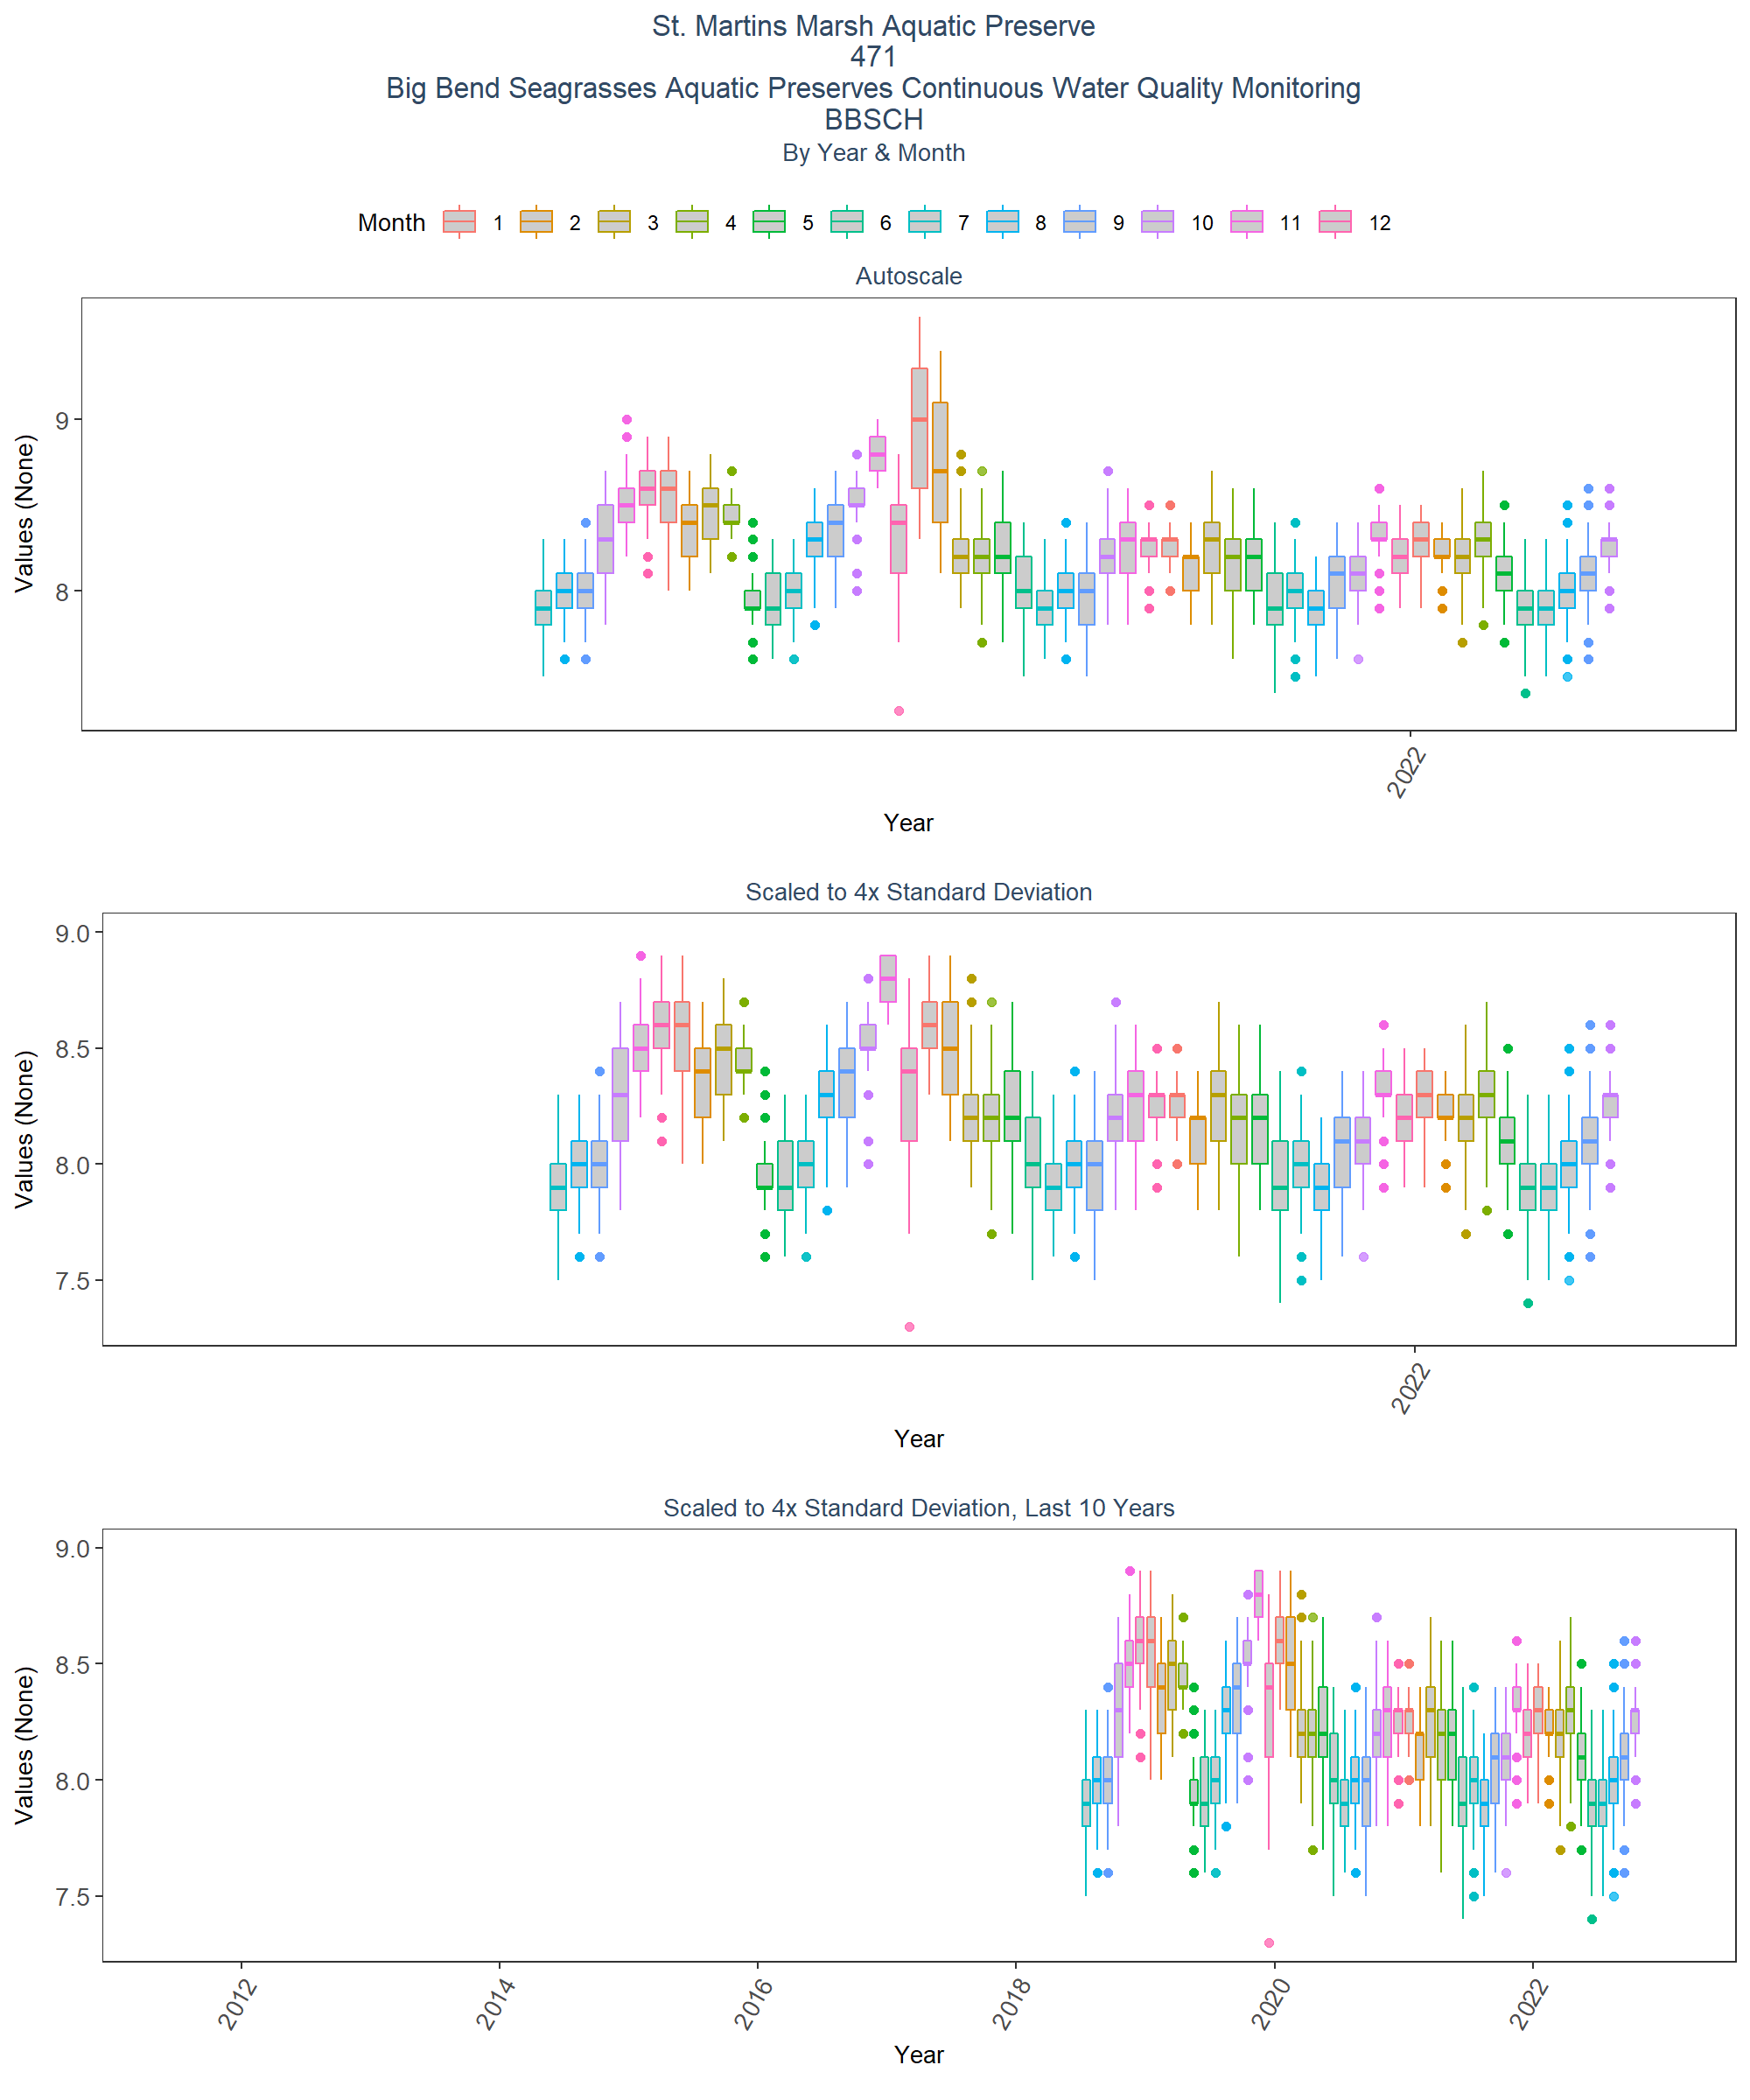 St. Martins Marsh Aquatic Preserve
471
Big Bend Seagrasses Aquatic Preserves Continuous Water Quality Monitoring
BBSCH
By Year & Month
Month 1 2 3 4 5 6 7 8 9 10 11 12
Autoscale
Values (None)
9
8
2022
Year
Scaled to 4x Standard Deviation
Values (None)
9.0
8.5
8.0
7.5
2022
Year
Scaled to 4x Standard Deviation, Last 10 Years
Values (None)
9.0
8.5
8.0
7.5
2012 2014 2016 2018 2020 2022
Year